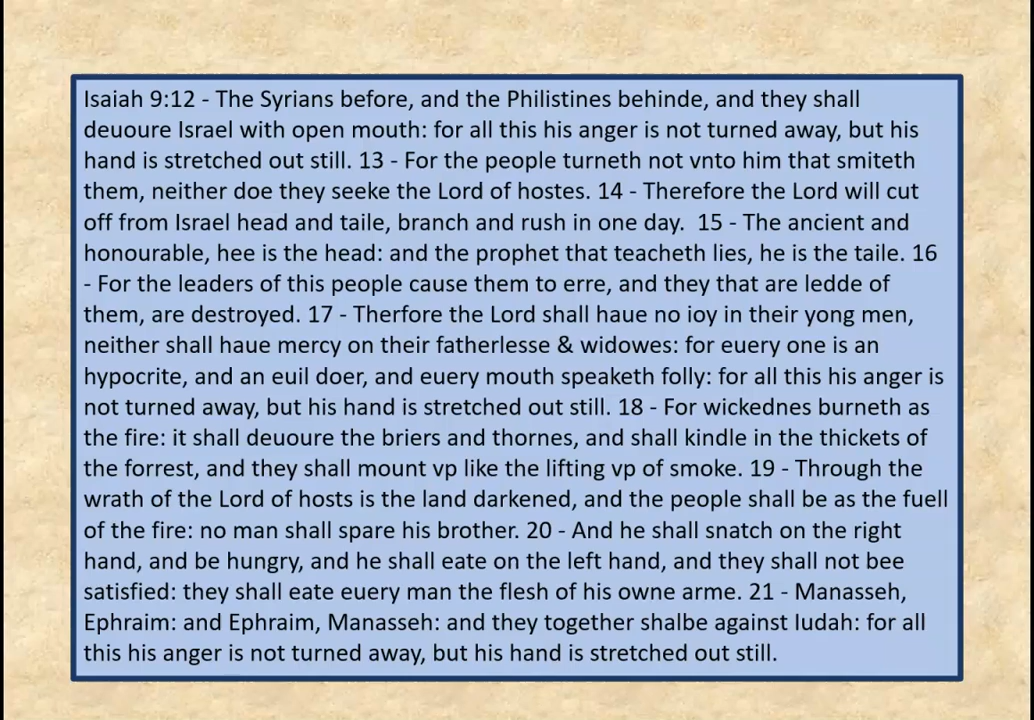 Isaiah 9:12 - The Syrians before, and the Philistines behinde, and they shall
deuoure Israel with open mouth: for all this his anger is not turned away, but his
hand is stretched out still. 13 - For the people turneth not vnto him that smiteth
them, neither doe they seeke the Lord of hostes. 14 - Therefore the Lord will cut
off from Israel head and taile, branch and rush in one day.  15 - The ancient and
honourable, hee is the head: and the prophet that teacheth lies, he is the taile. 16
- For the leaders of this people cause them to erre, and they that are ledde of
them, are destroyed. 17 - Therfore the Lord shall haue no ioy in their yong men,
neither shall haue mercy on their fatherlesse & widowes: for euery one is an
hypocrite, and an euil doer, and euery mouth speaketh folly: for all this his anger is
not turned away, but his hand is stretched out still. 18 - For wickednes burneth as
the fire: it shall deuoure the briers and thornes, and shall kindle in the thickets of
the forrest, and they shall mount vp like the lifting vp of smoke. 19 - Through the
wrath of the Lord of hosts is the land darkened, and the people shall be as the fuell
of the fire: no man shall spare his brother. 20 - And he shall snatch on the right
hand, and be hungry, and he shall eate on the left hand, and they shall not bee
satisfied: they shall eate euery man the flesh of his owne arme. 21 - Manasseh,
Ephraim: and Ephraim, Manasseh: and they together shalbe against Iudah: for all
this his anger is not turned away, but his hand is stretched out still.